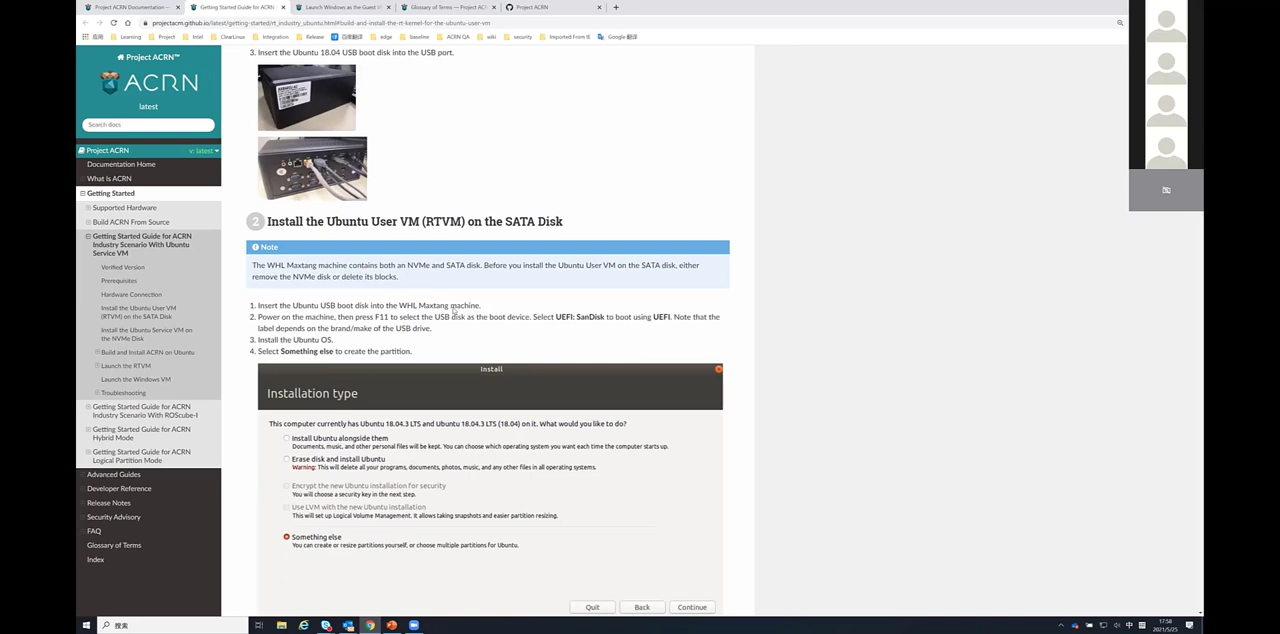 Project ACRN Documentation —
Getting Started Guide for ACRN
Launch Windows as the Guest V
Glossary of Terms — Project AC
Project ACRN
projectacrn.github.io/latest/getting-started/rt_industry_ubuntu.html#build-and-install-the-rt-kernel-for-the-ubuntu-user-vm
应用 Learning Project Intel ClearLinux Integration Release 百度翻译 edge baseline ACRN QA wiki security Imported From IE Google 翻译
Project ACRN™
ACRN
latest
Search docs
Project ACRN v: latest
Documentation Home
What Is ACRN
Getting Started
Supported Hardware
Build ACRN From Source
Getting Started Guide for ACRN
Industry Scenario With Ubuntu
Service VM
Verified Version
Prerequisites
Hardware Connection
Install the Ubuntu User VM
(RTVM) on the SATA Disk
Install the Ubuntu Service VM on
the NVMe Disk
Build and Install ACRN on Ubuntu
Launch the RTVM
Launch the Windows VM
Troubleshooting
Getting Started Guide for ACRN
Industry Scenario With ROScube-I
Getting Started Guide for ACRN
Hybrid Mode
Getting Started Guide for ACRN
Logical Partition Mode
Advanced Guides
Developer Reference
Release Notes
Security Advisory
FAQ
Glossary of Terms
Index
3. Insert the Ubuntu 18.04 USB boot disk into the USB port.
2 Install the Ubuntu User VM (RTVM) on the SATA Disk
Note
The WHL Maxtang machine contains both an NVMe and SATA disk. Before you install the Ubuntu User VM on the SATA disk, either
remove the NVMe disk or delete its blocks.
1. Insert the Ubuntu USB boot disk into the WHL Maxtang machine.
2. Power on the machine, then press F11 to select the USB disk as the boot device. Select UEFI: SanDisk to boot using UEFI. Note that the
label depends on the brand/make of the USB drive.
3. Install the Ubuntu OS.
4. Select Something else to create the partition.
Install
Installation type
This computer currently has Ubuntu 18.04.3 LTS and Ubuntu 18.04.3 LTS (18.04) on it. What would you like to do?
Install Ubuntu alongside them
Documents, music, and other personal files will be kept. You can choose which operating system you want each time the computer starts up.
Erase disk and install Ubuntu
Warning: This will delete all your programs, documents, photos, music, and any other files in all operating systems.
Encrypt the new Ubuntu installation for security
You will choose a security key in the next step.
Use LVM with the new Ubuntu installation
This will set up Logical Volume Management. It allows taking snapshots and easier partition resizing.
Something else
You can create or resize partitions yourself, or choose multiple partitions for Ubuntu.
Quit Back Continue
搜索
中
17:58
2021/5/25